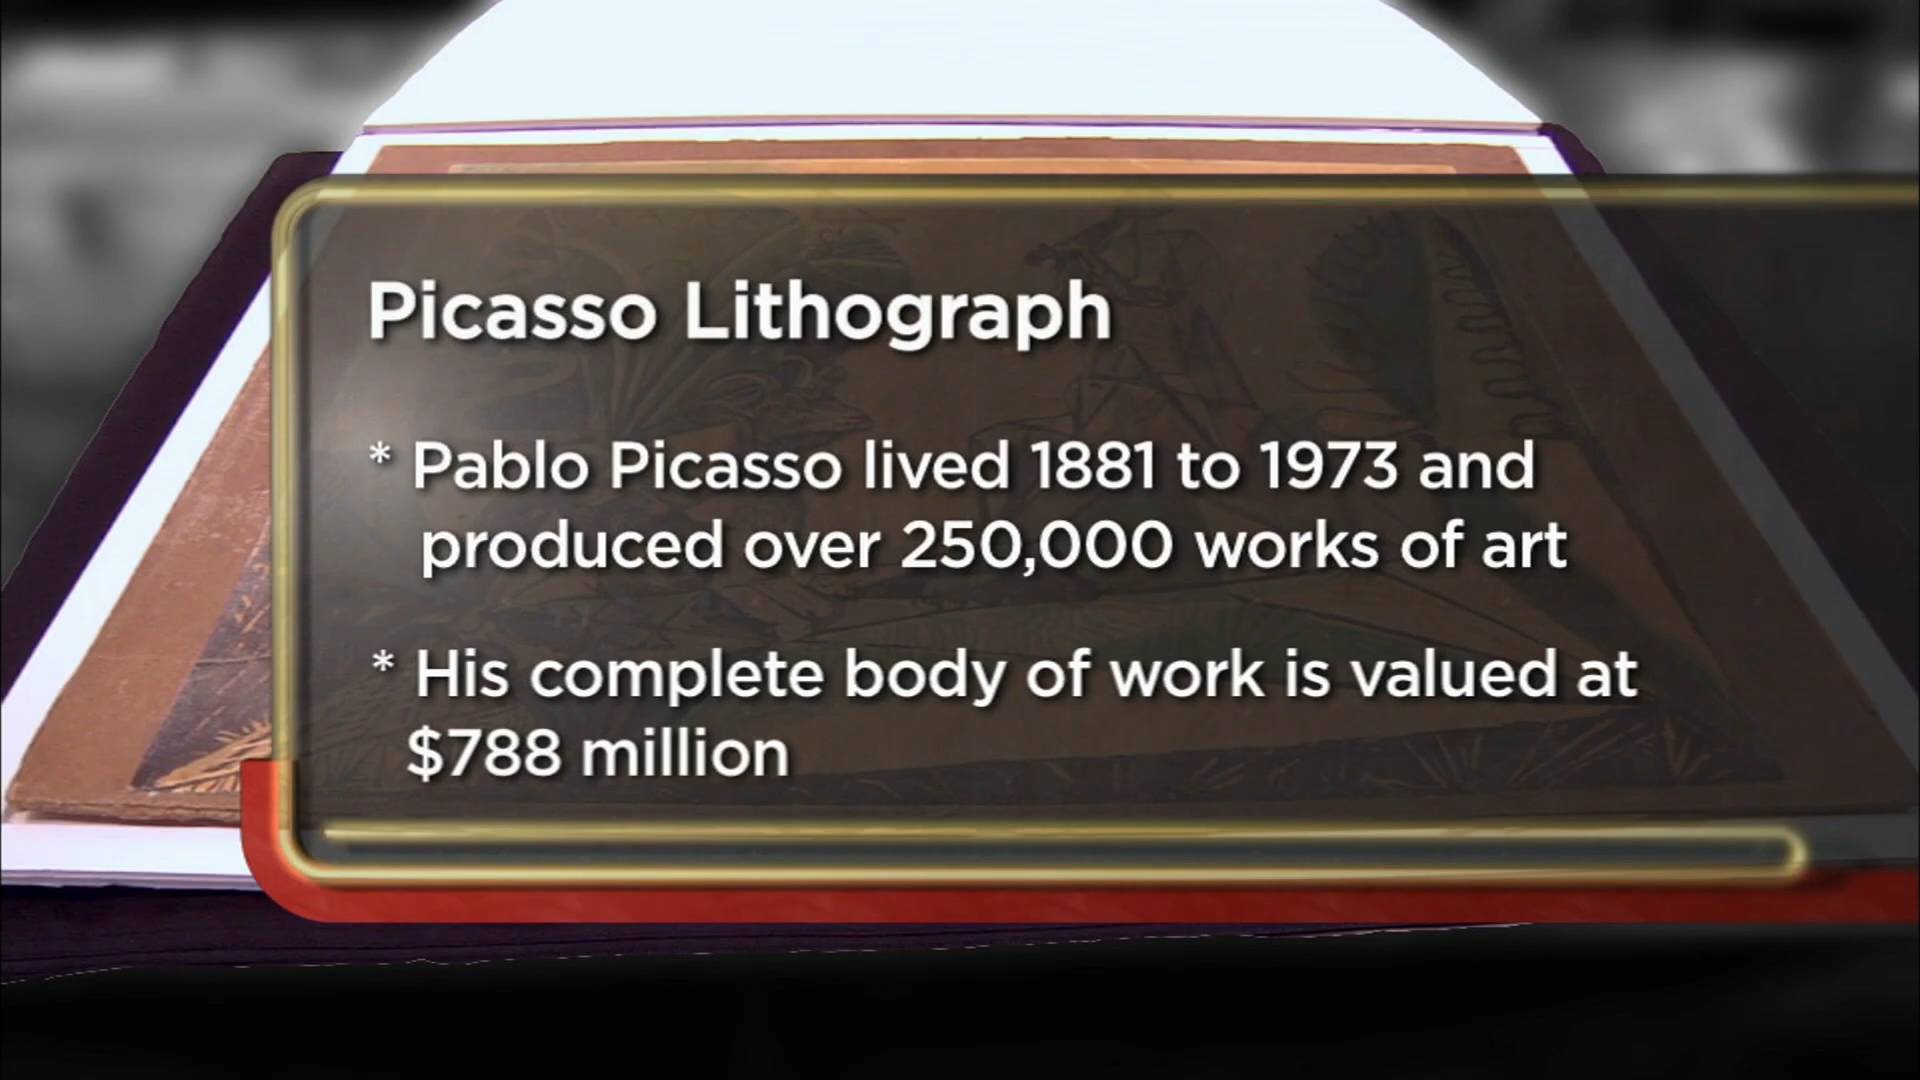 Picasso Lithograph
* Pablo Picasso lived 1881 to 1973 and
produced over 250,000 works of art
* His complete body of work is valued at
$788 million